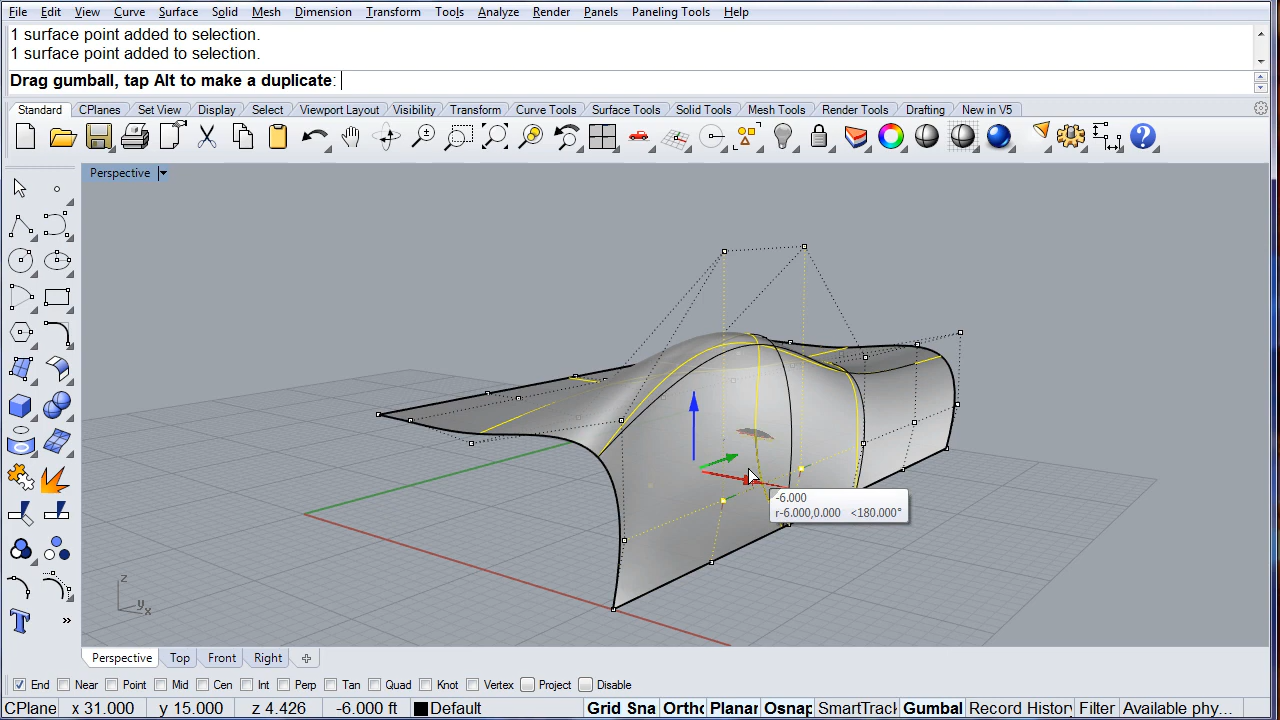 File Edit View Curve Surface Solid Mesh Dimension Transform Tools Analyze Render Panels Paneling Tools Help
1 surface point added to selection.
1 surface point added to selection.
Drag gumball, tap Alt to make a duplicate:
Standard CPlanes Set View Display Select Viewport Layout Visibility Transform Curve Tools Surface Tools Solid Tools Mesh Tools Render Tools Drafting New in V5
Perspective
-6.000
r-6.000,0.000 <180.000°
z
y
x
T »
Perspective Top Front Right
End Near Point Mid Cen Int Perp Tan Quad Knot Vertex Project Disable
CPlane x 31.000 y 15.000 z 4.426 -6.000 ft Default Grid Sna Ortho Planar Osnap SmartTrack Gumbal Record History Filter Available phy...